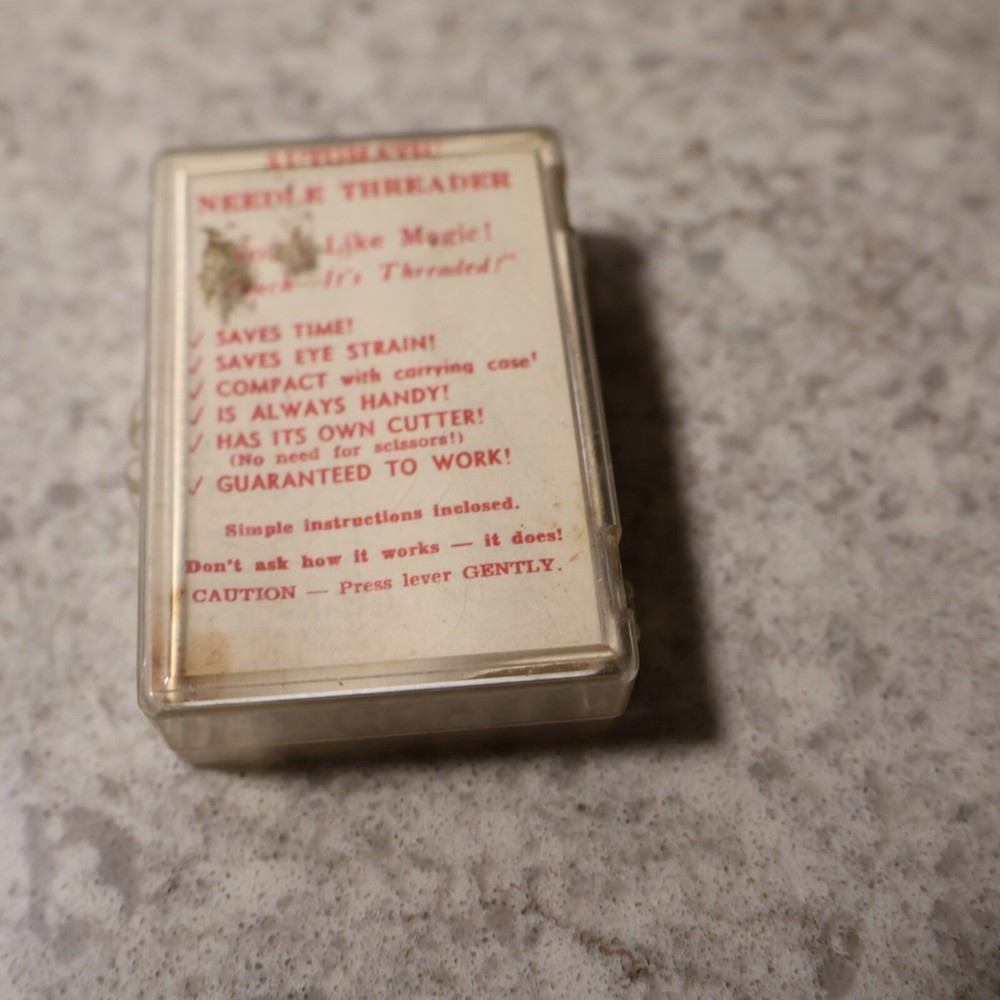 AUTOMATIC
NEEDLE THREADER
Like Magic!
It's Threaded!"
✓ SAVES TIME!
✓ SAVES EYE STRAIN!
✓ COMPACT with carrying case!
✓ IS ALWAYS HANDY!
✓ HAS ITS OWN CUTTER!
(No need for scissors!)
✓ GUARANTEED TO WORK!
Simple instructions inclosed.
Don't ask how it works — it does!
CAUTION — Press lever GENTLY.